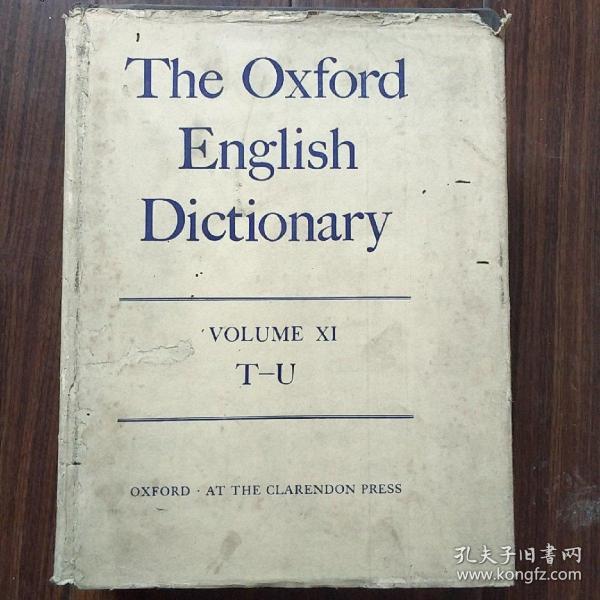 The Oxford
English
Dictionary
VOLUME XI
T–U
OXFORD · AT THE CLARENDON PRESS
孔夫子旧书网
www.kongfz.com